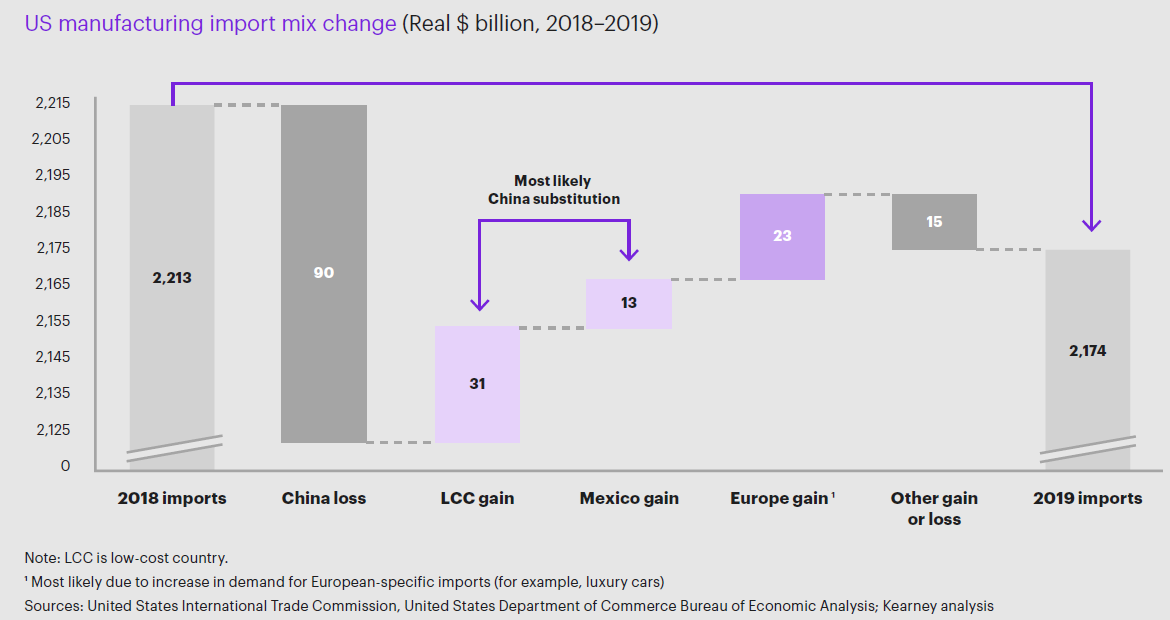 US manufacturing import mix change (Real $ billion, 2018–2019)
2,215
2,205
2,195
2,185
2,175
2,165
2,155
2,145
2,135
2,125
0
2,213
90
31
Most likely
China substitution
13
23
15
2,174
2018 imports
China loss
LCC gain
Mexico gain
Europe gain ¹
Other gain
or loss
2019 imports
Note: LCC is low-cost country.
¹ Most likely due to increase in demand for European-specific imports (for example, luxury cars)
Sources: United States International Trade Commission, United States Department of Commerce Bureau of Economic Analysis; Kearney analysis